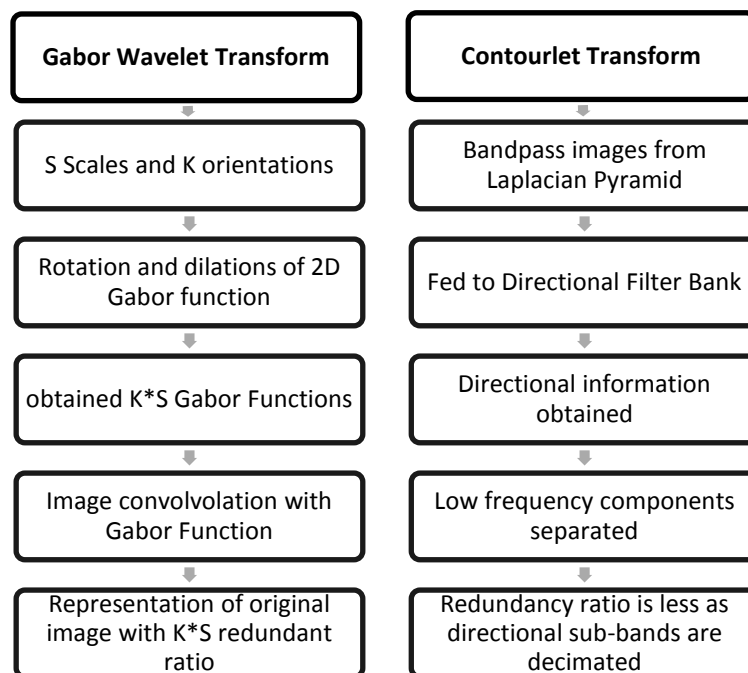 Gabor Wavelet Transform
S Scales and K orientations
Rotation and dilations of 2D
Gabor function
obtained K*S Gabor Functions
Image convolvolation with
Gabor Function
Representation of original
image with K*S redundant
ratio
Contourlet Transform
Bandpass images from
Laplacian Pyramid
Fed to Directional Filter Bank
Directional information
obtained
Low frequency components
separated
Redundancy ratio is less as
directional sub-bands are
decimated